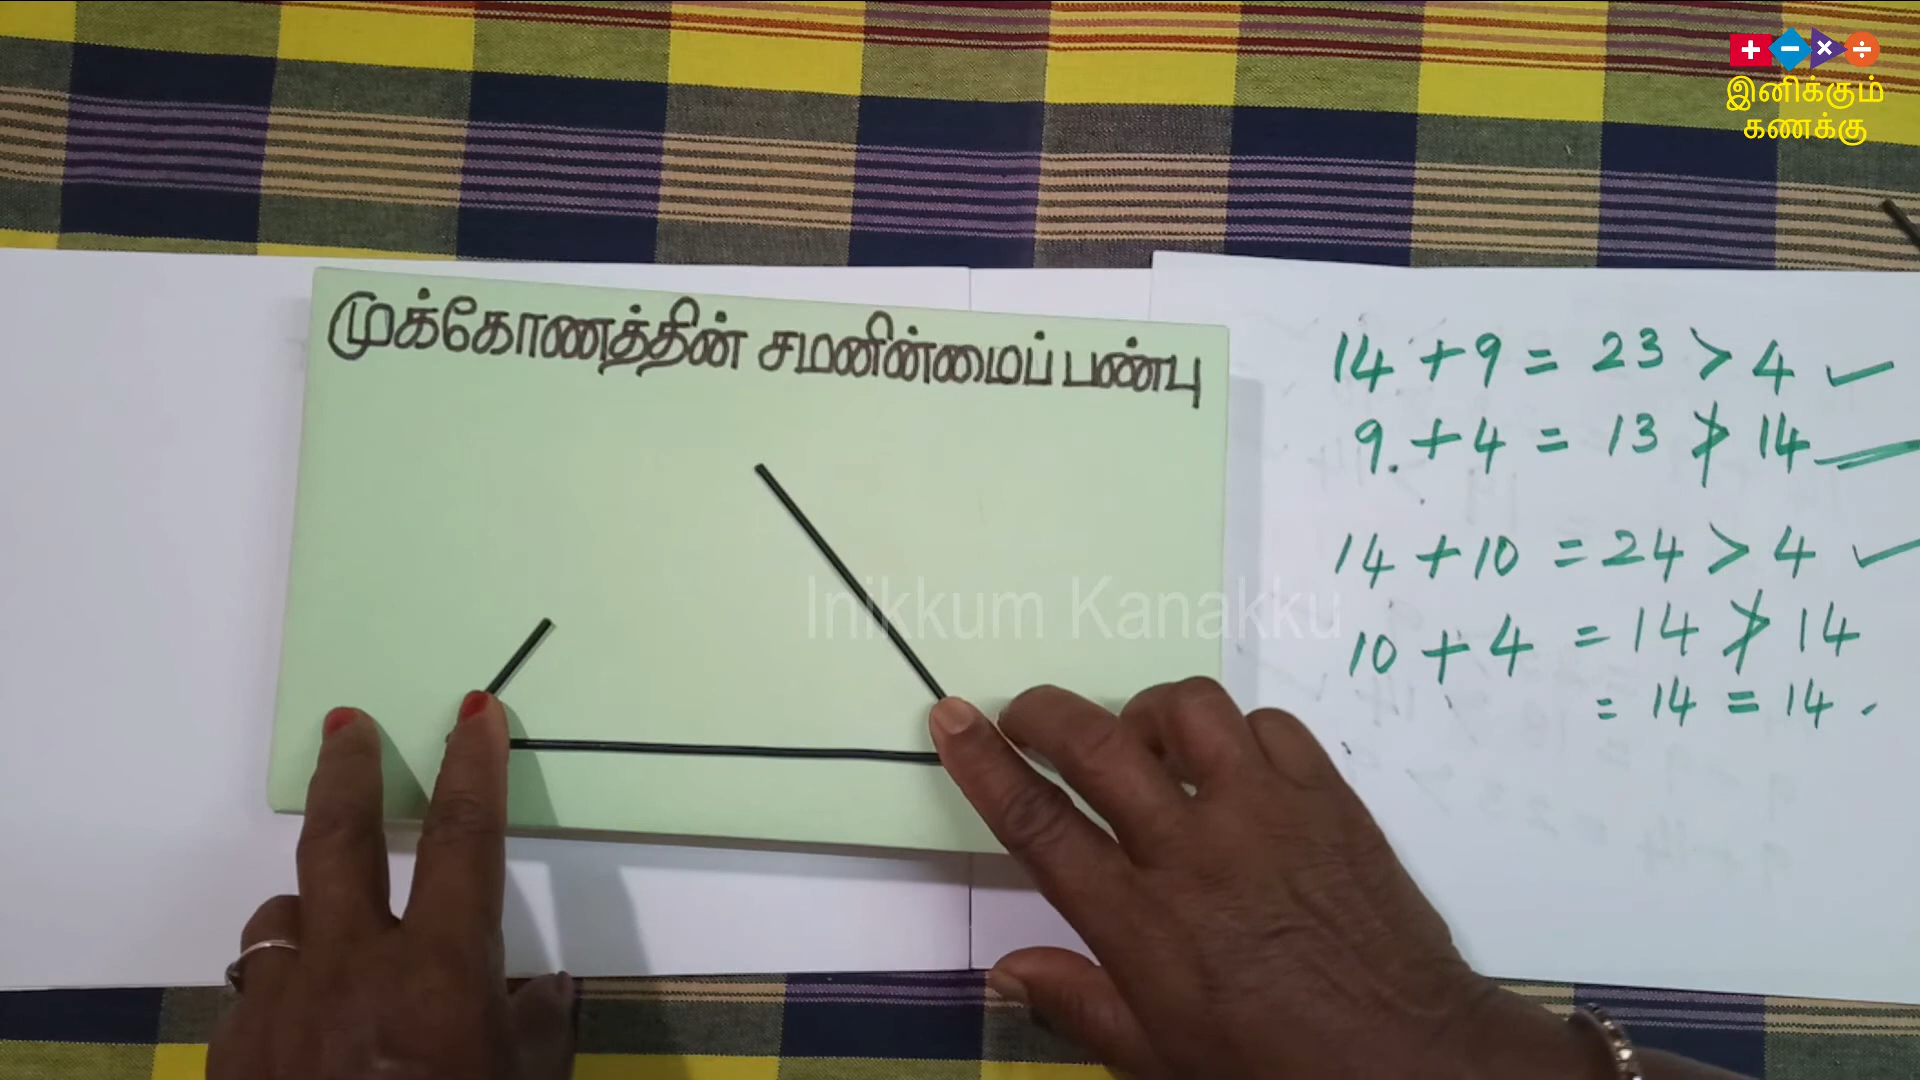 இனிக்கும்
கணக்கு
முக்கோணத்தின் சமனின்மைப் பண்பு
Inikkum Kanakku
14 + 9 = 23 > 4 ✓
9. + 4 = 13 ≯ 14
14 + 10 = 24 > 4 ✓
10 + 4 = 14 ≯ 14
= 14 = 14 .